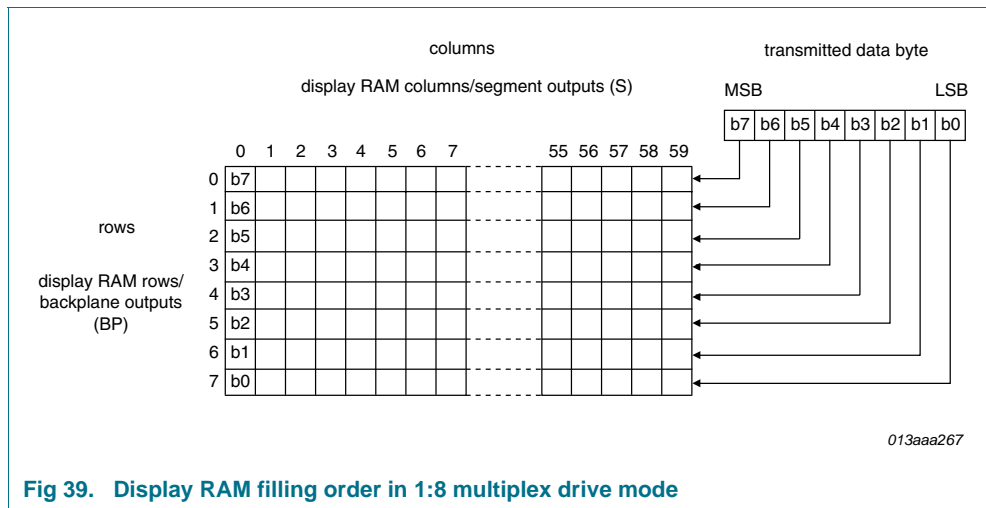 columns
transmitted data byte
display RAM columns/segment outputs (S)
MSB LSB
b7 b6 b5 b4 b3 b2 b1 b0
0 1 2 3 4 5 6 7 55 56 57 58 59
0 b7
1 b6
rows
2 b5
3 b4
display RAM rows/
backplane outputs
(BP)
4 b3
5 b2
6 b1
7 b0
013aaa267
Fig 39. Display RAM filling order in 1:8 multiplex drive mode